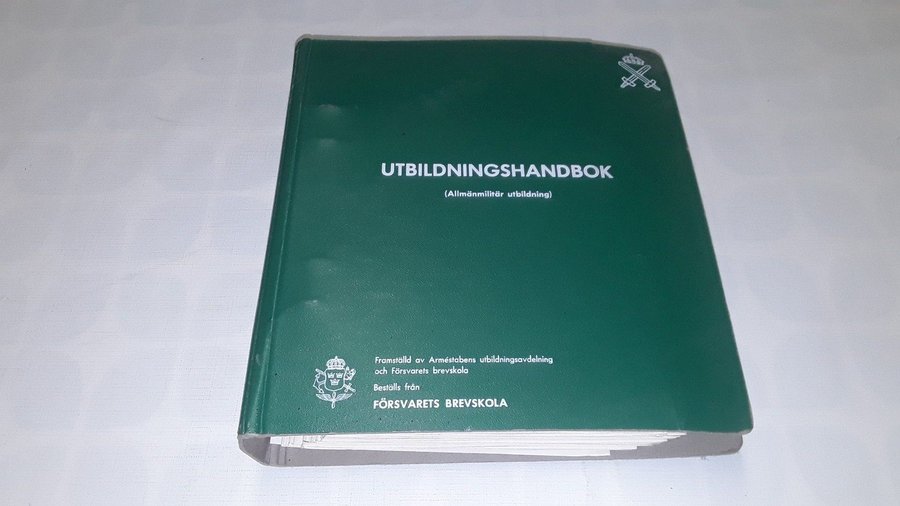 UTBILDNINGSHANDBOK
(Allmänmilitär utbildning)
Framställd av Arméstabens utbildningsavdelning
och Försvarets brevskola
Beställs från
FÖRSVARETS BREVSKOLA